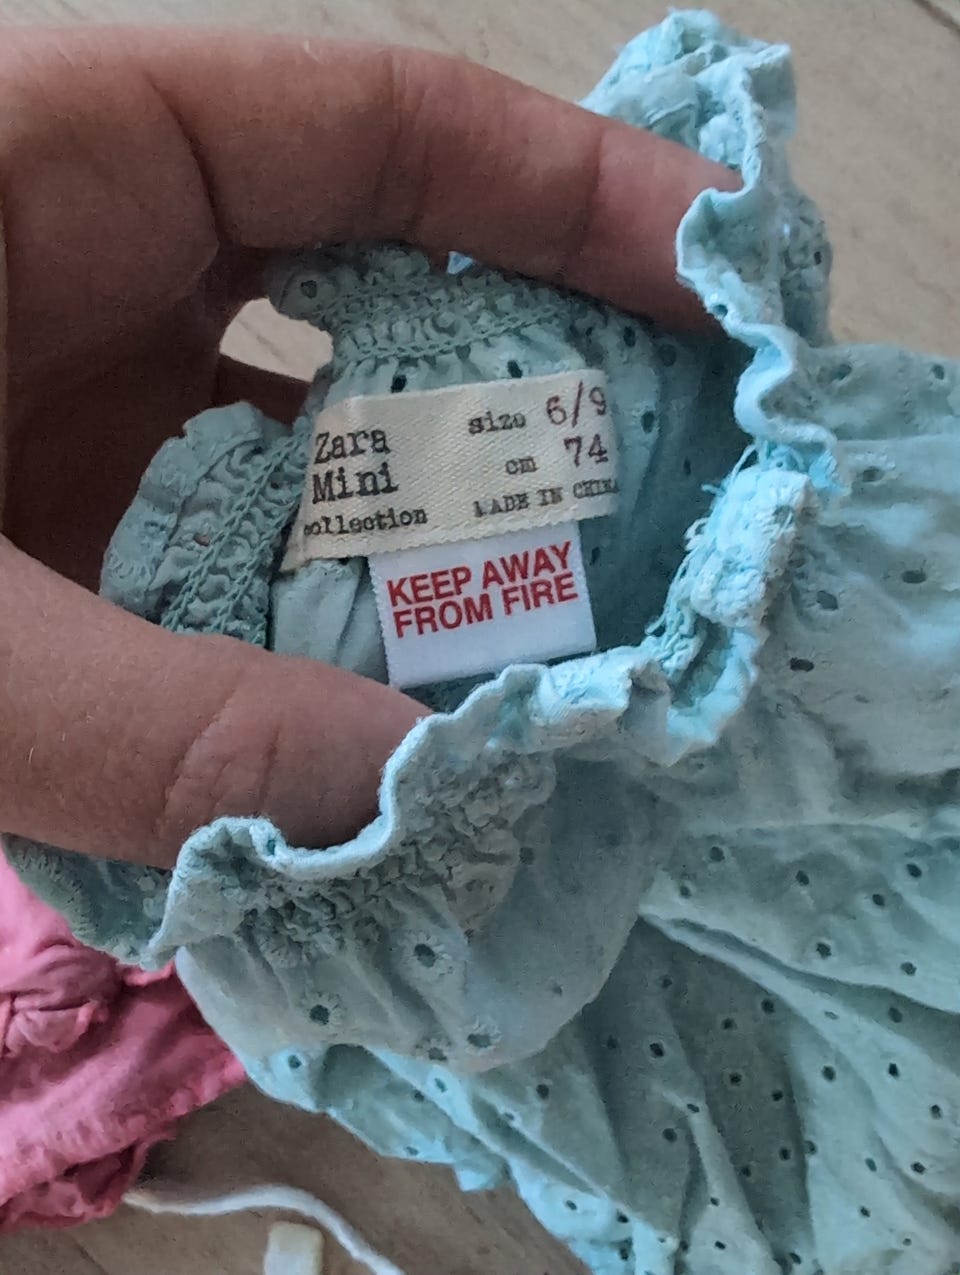 Zara
Mini
collection
size 6/9
cm 74
MADE IN CHINA
KEEP AWAY
FROM FIRE